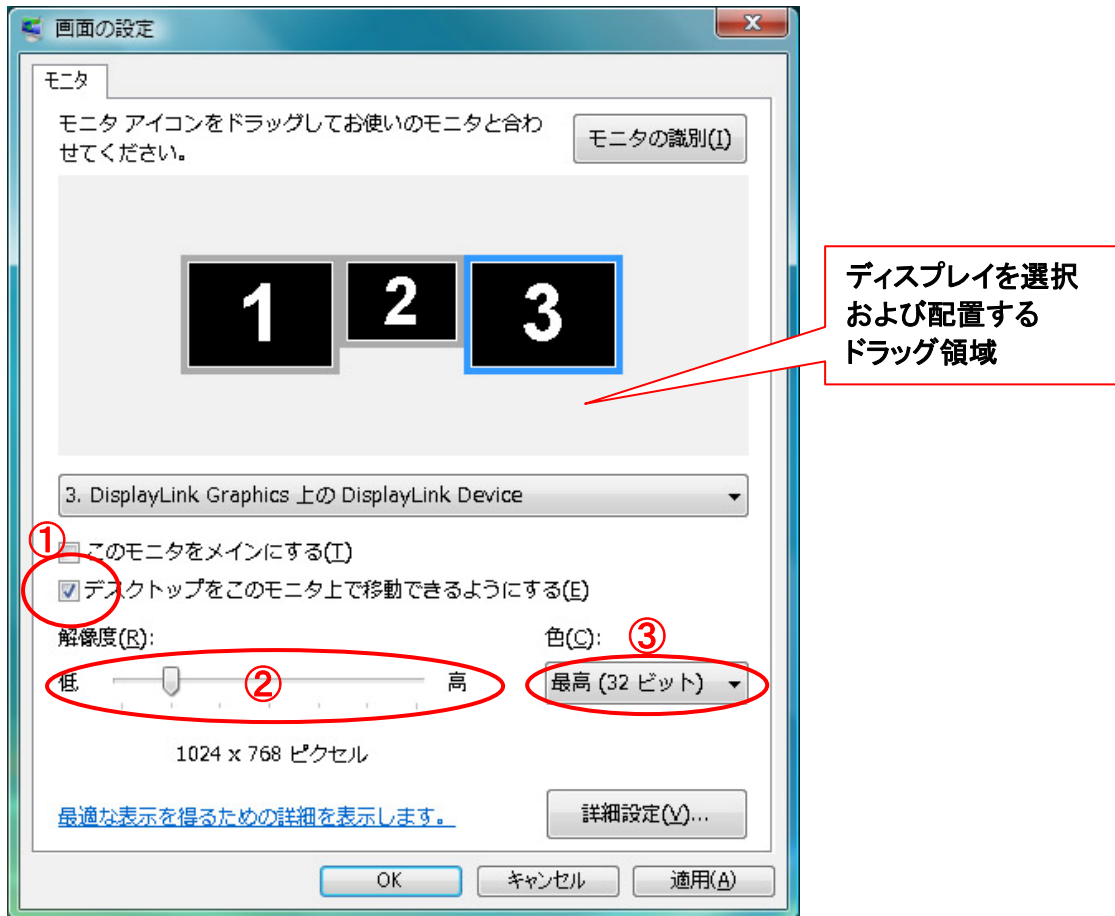 画面の設定
モニタ
モニタ アイコンをドラッグしてお使いのモニタと合わ
せてください。
モニタの識別(I)
1 2 3
ディスプレイを選択
および配置する
ドラッグ領域
3. DisplayLink Graphics 上の DisplayLink Device
①
このモニタをメインにする(T)
デスクトップをこのモニタ上で移動できるようにする(E)
解像度(R):
色(C):
③
低
②
高
最高 (32 ビット)
1024 x 768 ピクセル
最適な表示を得るための詳細を表示します。
詳細設定(V)...
OK
キャンセル
適用(A)